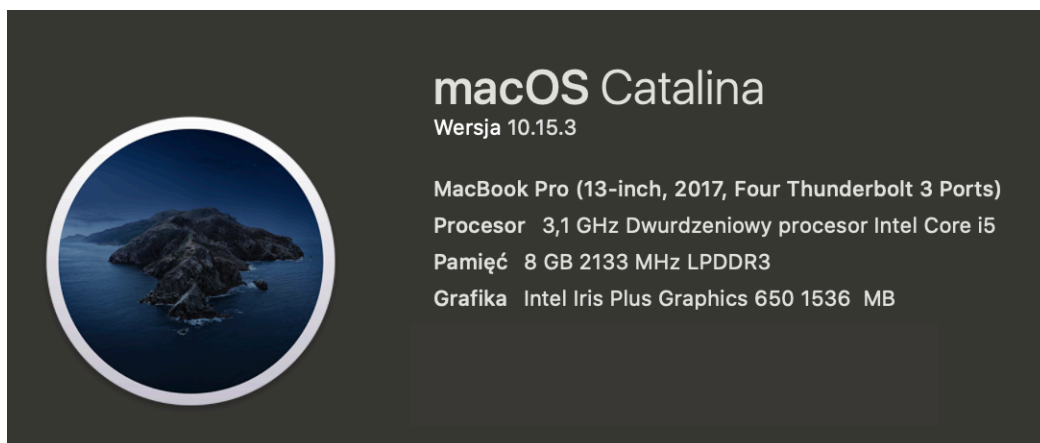 macOS Catalina
Wersja 10.15.3
MacBook Pro (13-inch, 2017, Four Thunderbolt 3 Ports)
Procesor 3,1 GHz Dwurdzeniowy procesor Intel Core i5
Pamięć 8 GB 2133 MHz LPDDR3
Grafika Intel Iris Plus Graphics 650 1536 MB